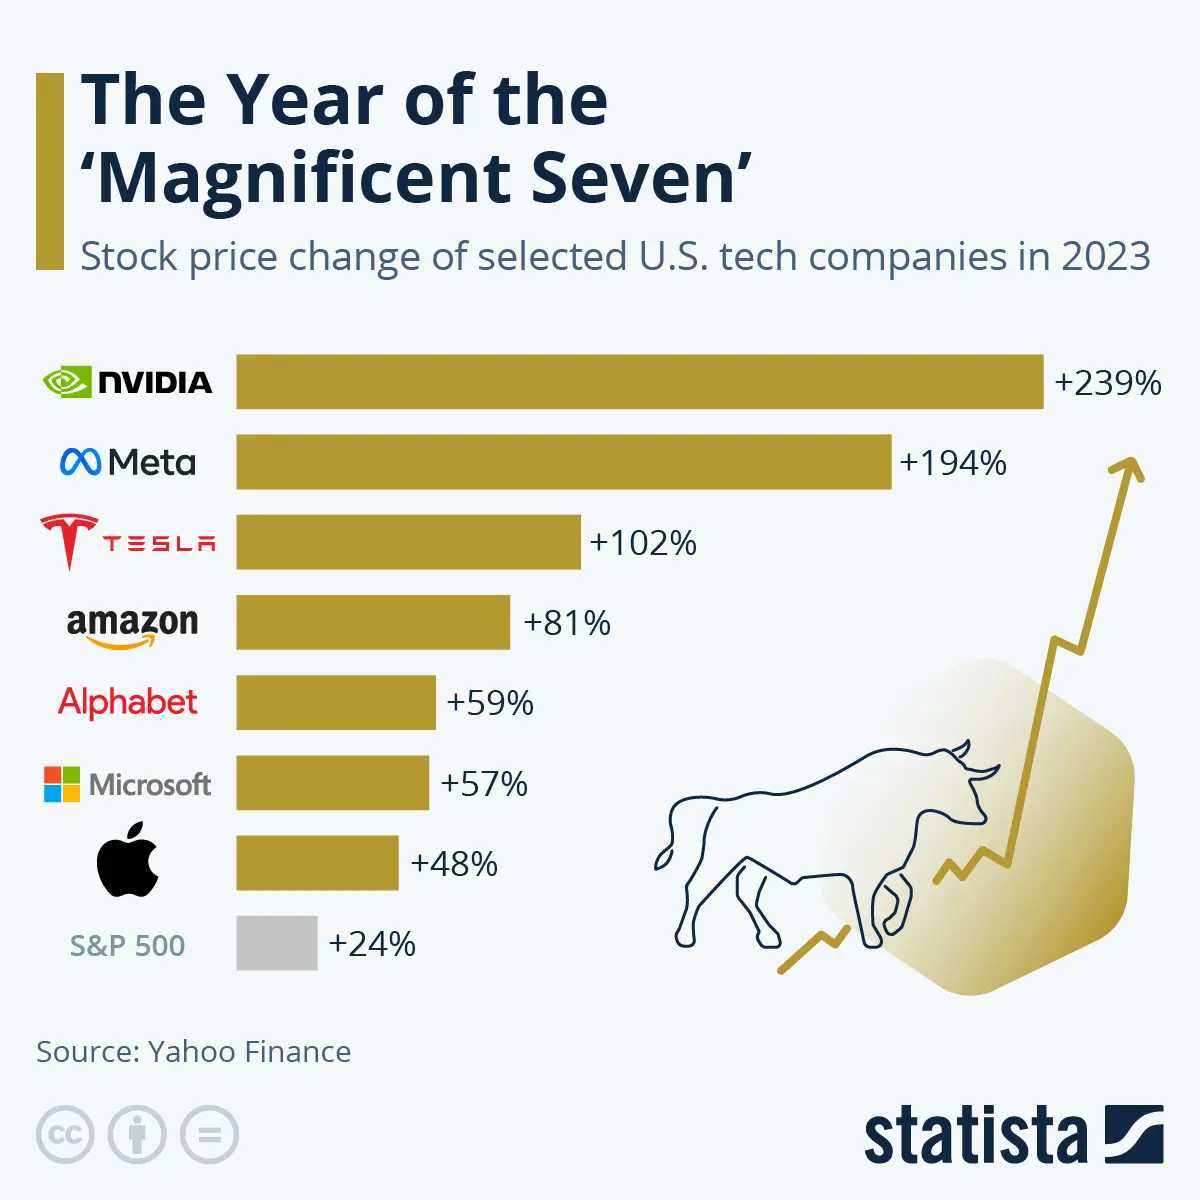 The Year of the
‘Magnificent Seven’
Stock price change of selected U.S. tech companies in 2023
NVIDIA +239%
Meta +194%
TESLA +102%
amazon +81%
Alphabet +59%
Microsoft +57%
+48%
S&P 500 +24%
Source: Yahoo Finance
cc
statista